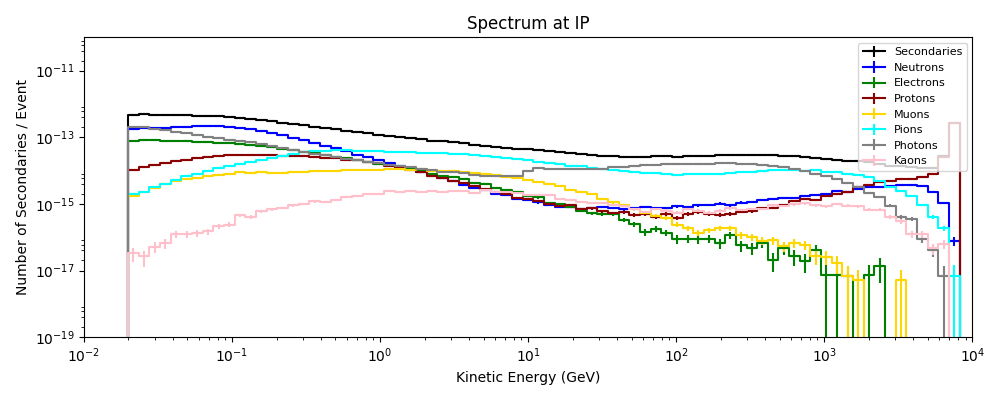 Spectrum at IP
Number of Secondaries / Event
10⁻¹¹
10⁻¹³
10⁻¹⁵
10⁻¹⁷
10⁻¹⁹
Secondaries
Neutrons
Electrons
Protons
Muons
Pions
Photons
Kaons
10⁻² 10⁻¹ 10⁰ 10¹ 10² 10³ 10⁴
Kinetic Energy (GeV)